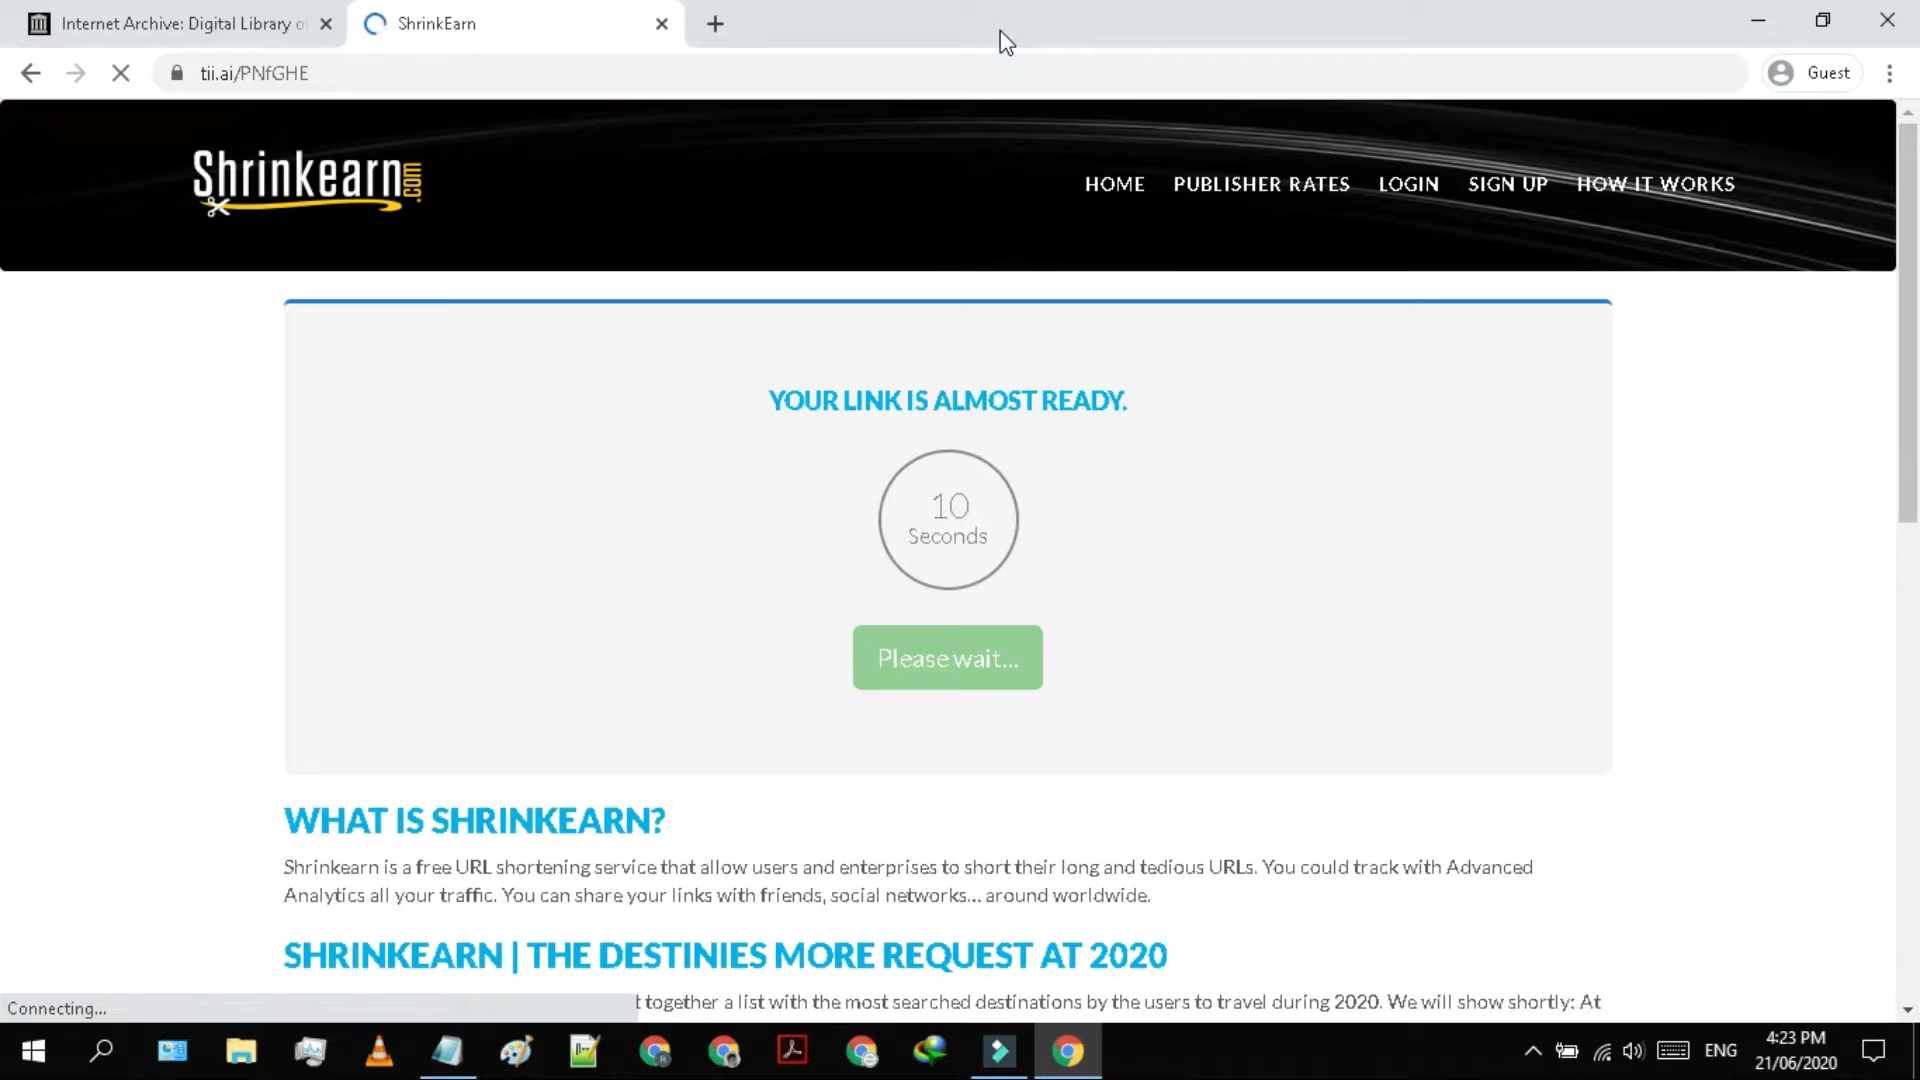 Internet Archive: Digital Library o
ShrinkEarn
tii.ai/PNfGHE
Guest
Shrinkearn.com
HOME
PUBLISHER RATES
LOGIN
SIGN UP
HOW IT WORKS
YOUR LINK IS ALMOST READY.
10
Seconds
Please wait...
WHAT IS SHRINKEARN?
Shrinkearn is a free URL shortening service that allow users and enterprises to short their long and tedious URLs. You could track with Advanced
Analytics all your traffic. You can share your links with friends, social networks... around worldwide.
SHRINKEARN | THE DESTINIES MORE REQUEST AT 2020
t together a list with the most searched destinations by the users to travel during 2020. We will show shortly: At
Connecting...
ENG
4:23 PM
21/06/2020